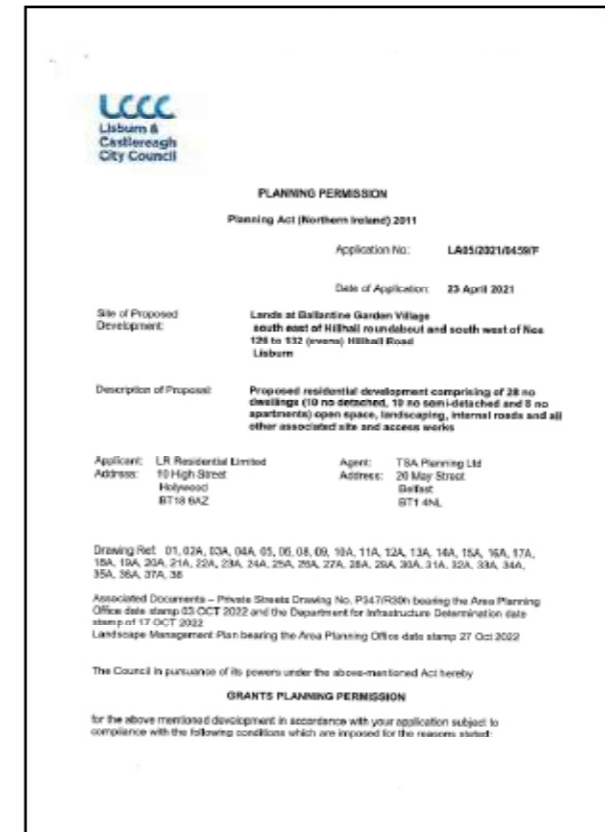 LCCC
Lisburn &
Castlereagh
City Council
PLANNING PERMISSION
Planning Act (Northern Ireland) 2011
Application No: LA05/2021/0459/F
Date of Application: 23 April 2021
Site of Proposed Development: Lands at Ballantine Garden Village
south east of Hillhall roundabout and south west of Nos
126 to 132 (evens) Hillhall Road
Lisburn
Description of Proposal: Proposed residential development comprising of 28 no
dwellings (10 no detached, 10 no semi-detached and 8 no
apartments) open space, landscaping, internal roads and all
other associated site and access works
Applicant: LR Residential Limited
Address: 10 High Street
Holywood
BT18 9AZ
Agent: TSA Planning Ltd
Address: 20 May Street
Belfast
BT1 4NL
Drawing Ref: 01, 02A, 03A, 04A, 05, 06, 08, 09, 10A, 11A, 12A, 13A, 14A, 15A, 16A, 17A,
18A, 19A, 20A, 21A, 22A, 23A, 24A, 25A, 26A, 27A, 28A, 29A, 30A, 31A, 32A, 33A, 34A,
35A, 36A, 37A, 38
Associated Documents – Private Streets Drawing No. bearing the Area Planning
Office date stamp 03 OCT 2022 and the Department for Infrastructure Determination date
stamp of 17 OCT 2022
Landscape Management Plan bearing the Area Planning Office date stamp 27 Oct 2022
The Council in pursuance of its powers under the above-mentioned Act hereby
GRANTS PLANNING PERMISSION
for the above mentioned development in accordance with your application subject to
compliance with the following conditions which are imposed for the reasons stated: